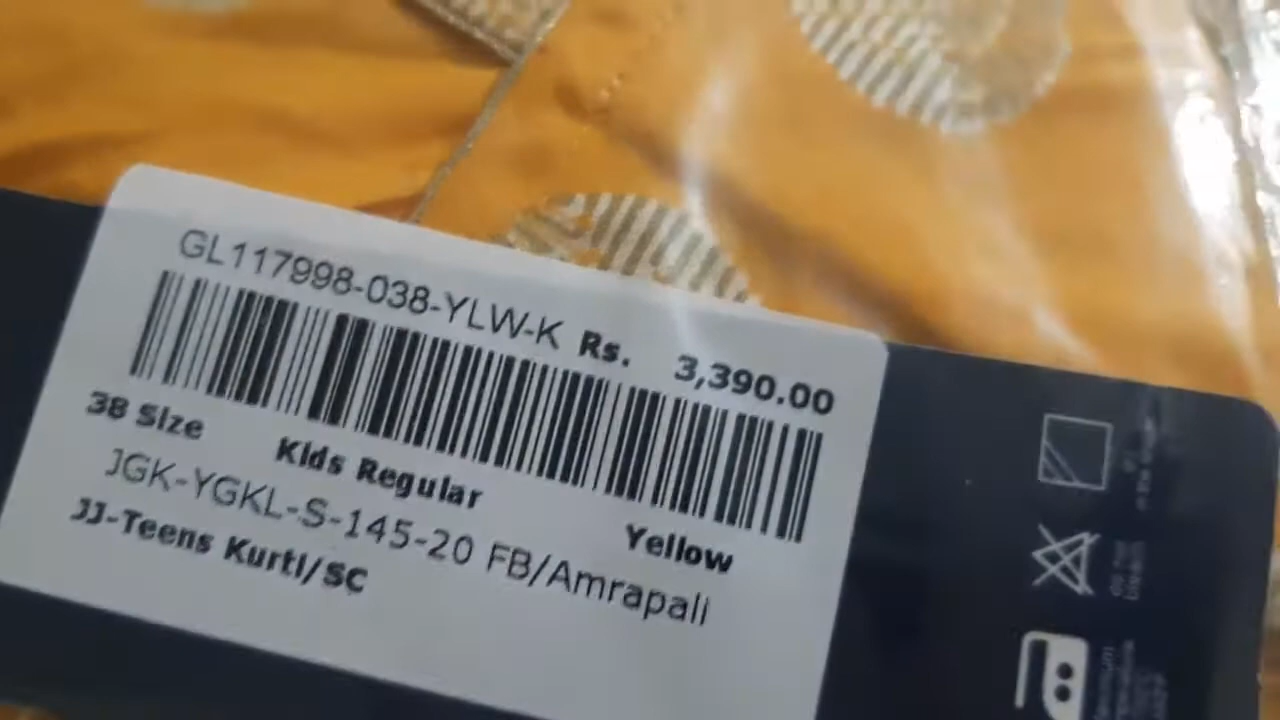 GL117998-038-YLW-K Rs. 3,390.00
38 Size Kids Regular Yellow
JGK-YGKL-S-145-20 FB/Amrapali
JJ-Teens Kurti/SC